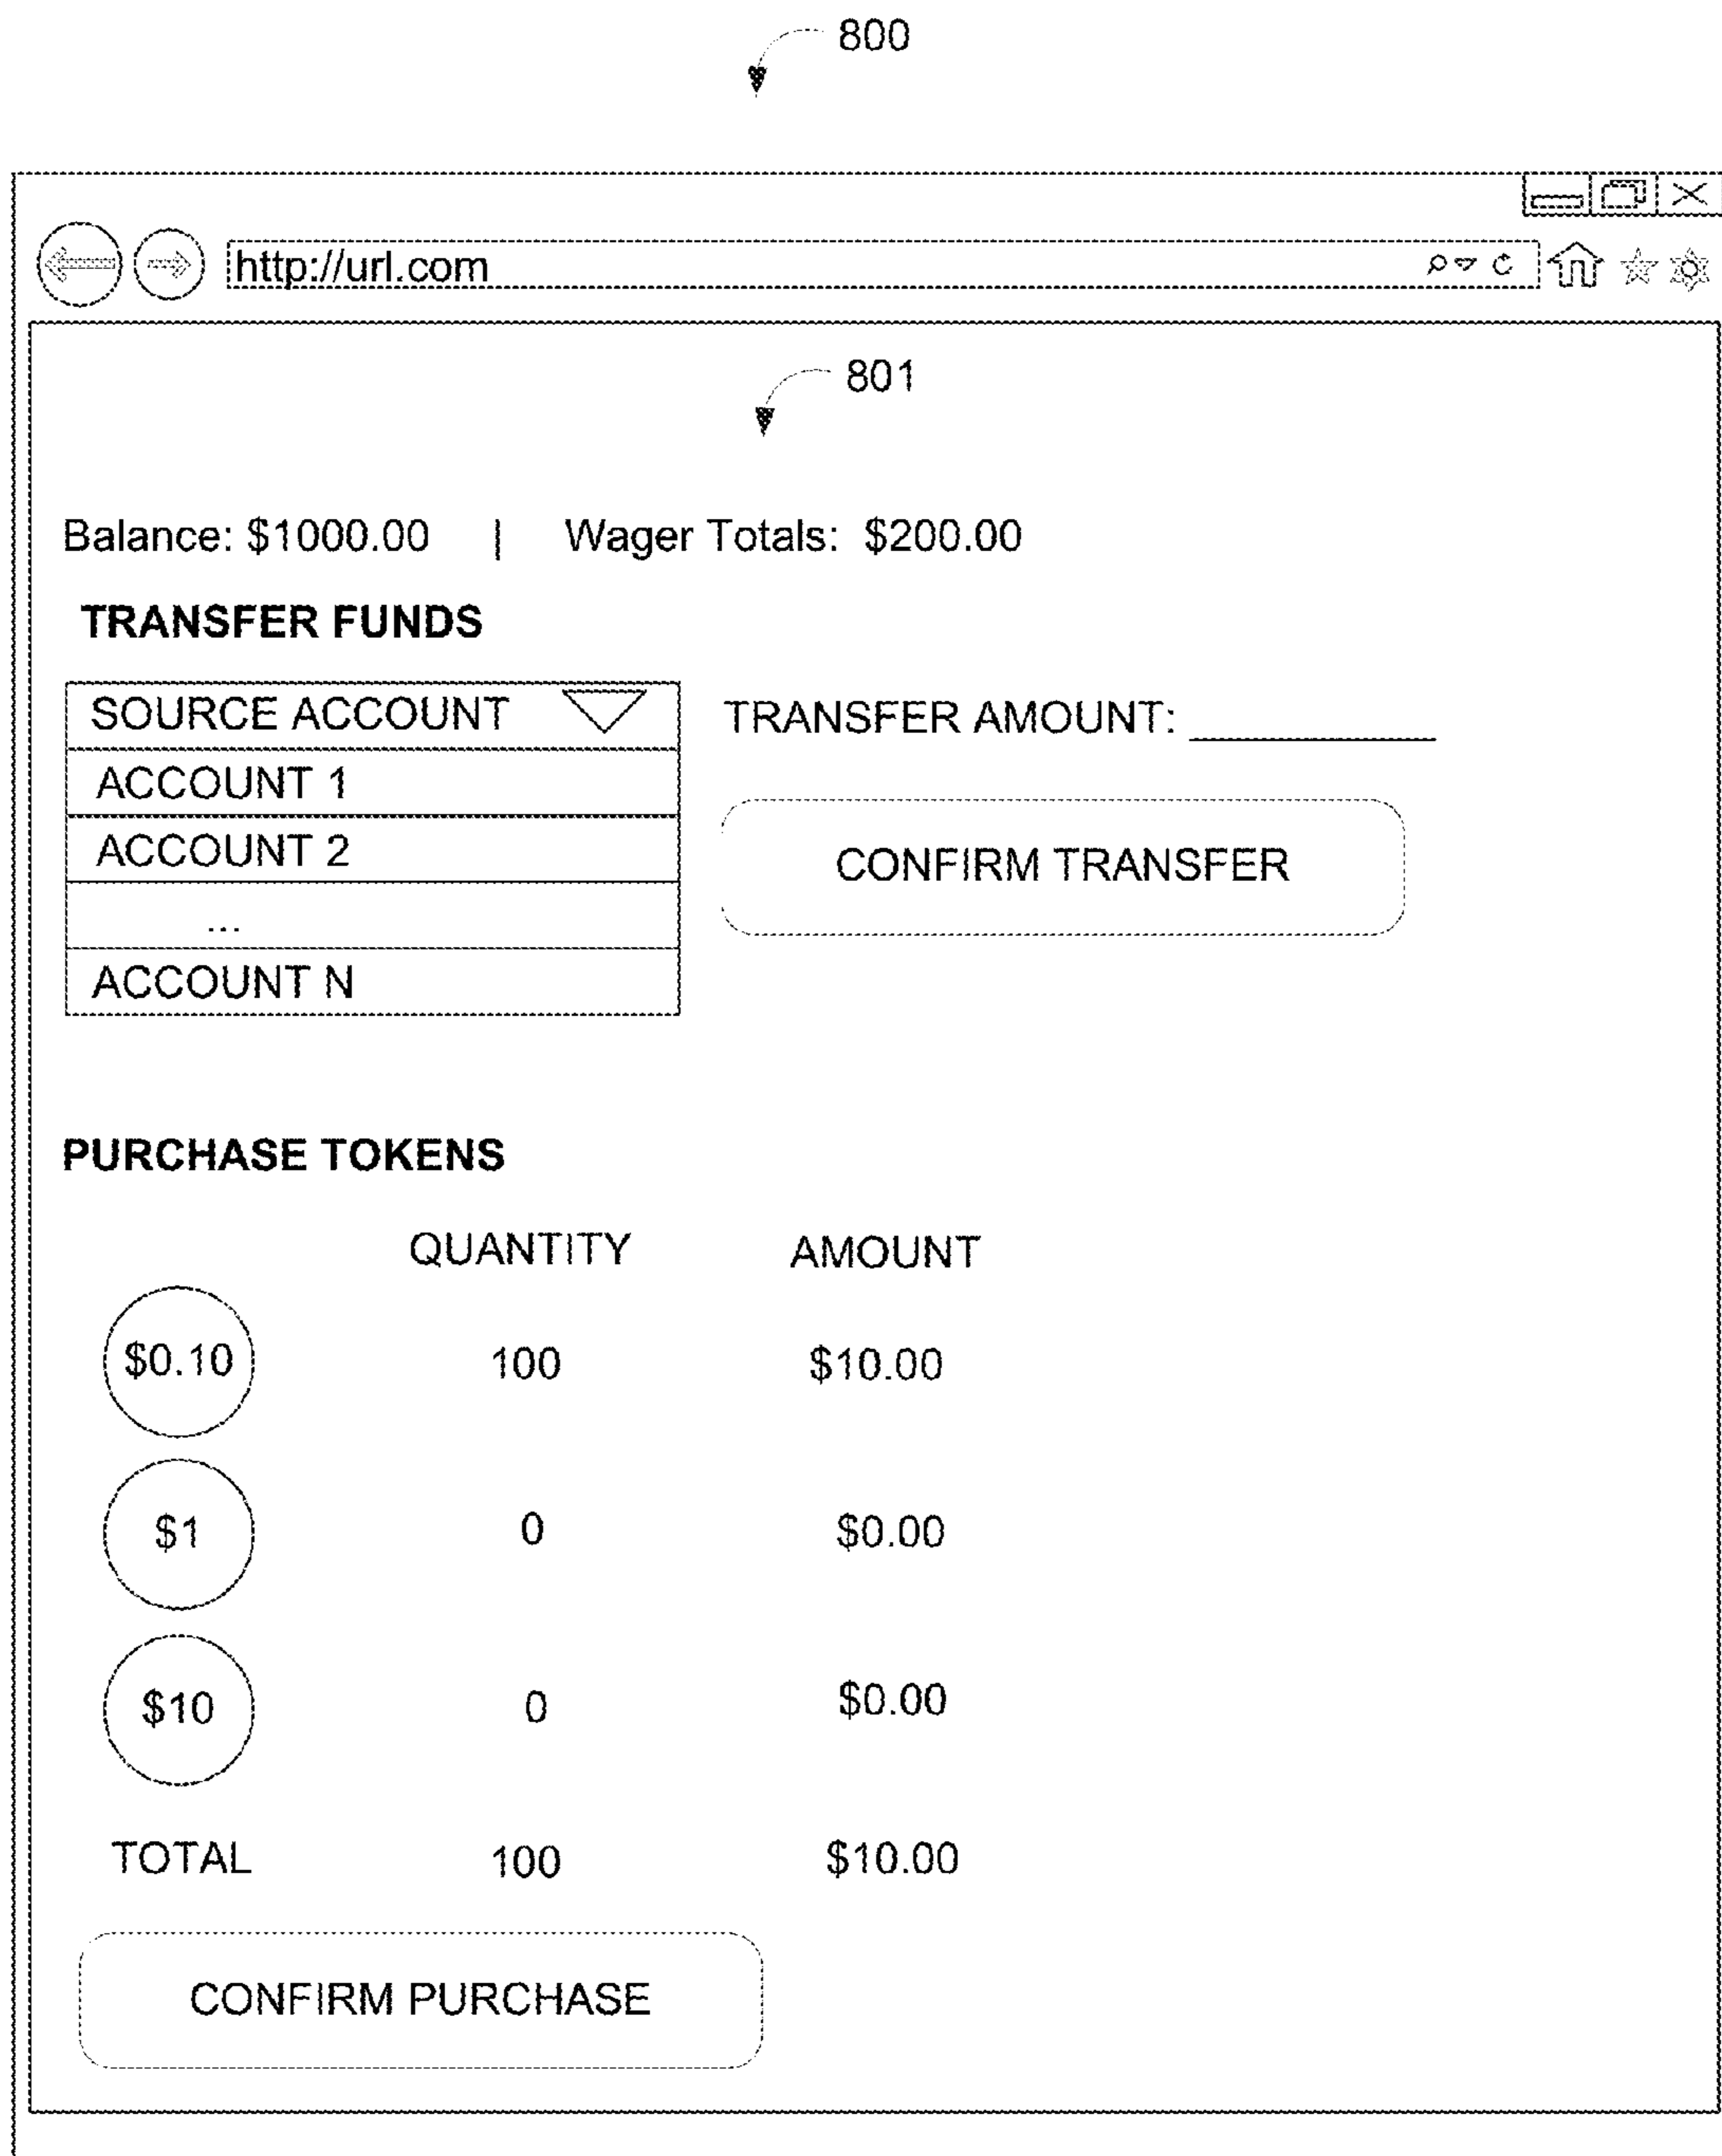 800
http://url.com
801
Balance: $1000.00 | Wager Totals: $200.00
TRANSFER FUNDS
SOURCE ACCOUNT
TRANSFER AMOUNT: __________
ACCOUNT 1
ACCOUNT 2
CONFIRM TRANSFER
...
ACCOUNT N
PURCHASE TOKENS
QUANTITY AMOUNT
$0.10 100 $10.00
$1 0 $0.00
$10 0 $0.00
TOTAL 100 $10.00
CONFIRM PURCHASE